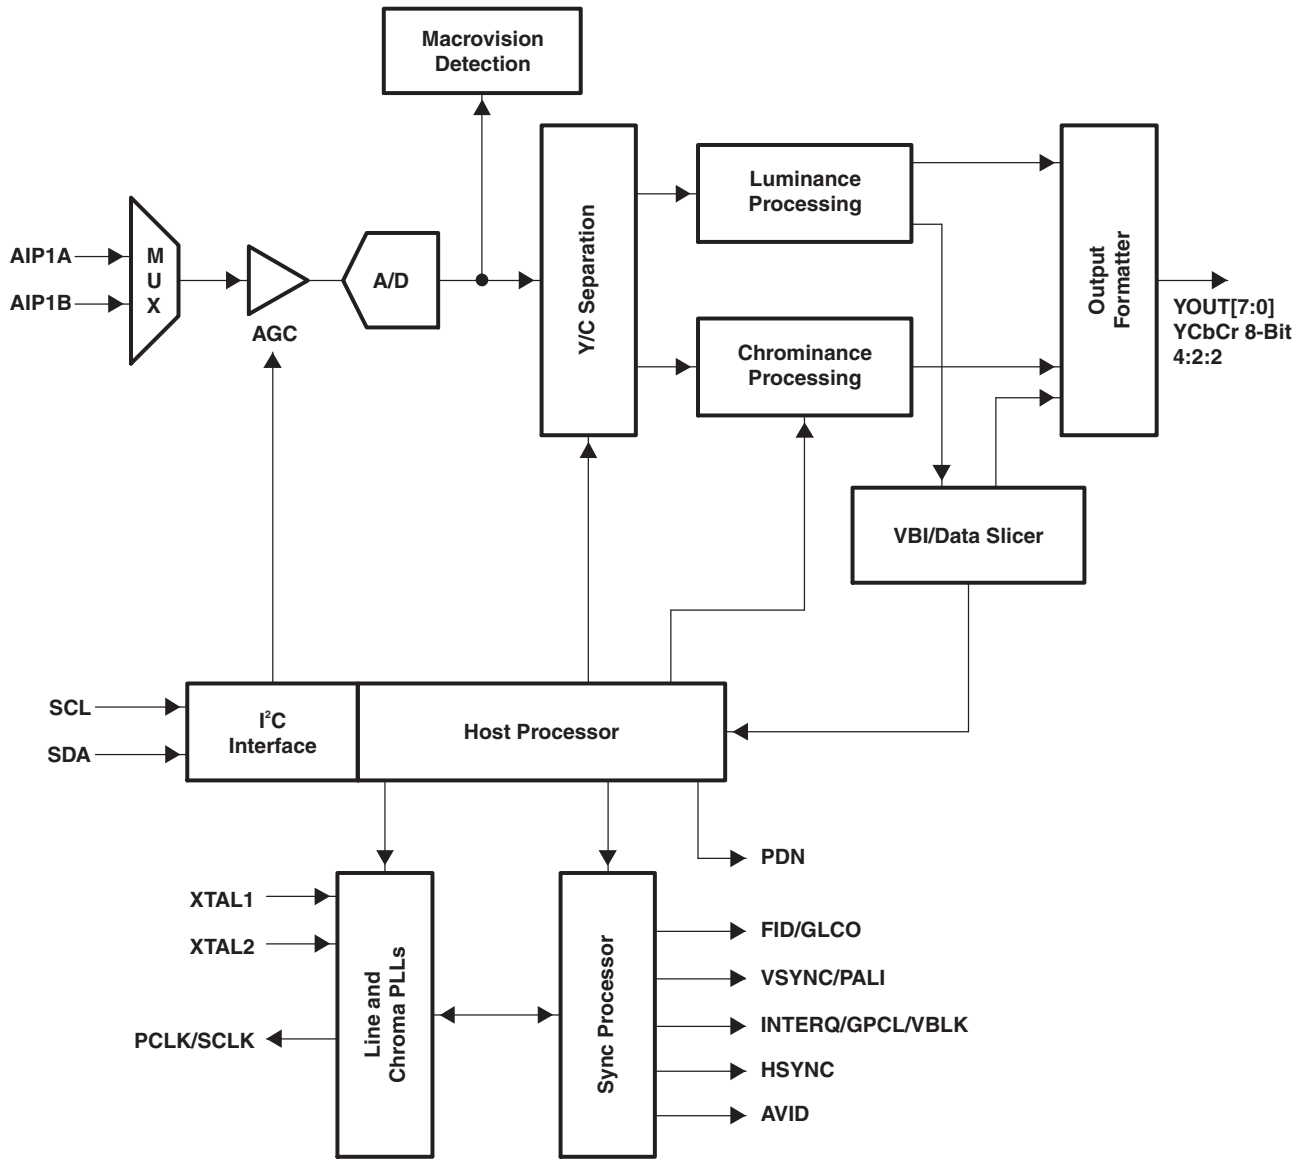 Macrovision
Detection
AIP1A
AIP1B
M
U
X
AGC
A/D
Y/C Separation
Luminance
Processing
Chrominance
Processing
Output
Formatter
YOUT[7:0]
YCbCr 8-Bit
4:2:2
VBI/Data Slicer
SCL
SDA
I²C
Interface
Host Processor
PDN
XTAL1
XTAL2
PCLK/SCLK
Line and
Chroma PLLs
Sync Processor
FID/GLCO
VSYNC/PALI
INTERQ/GPCL/VBLK
HSYNC
AVID